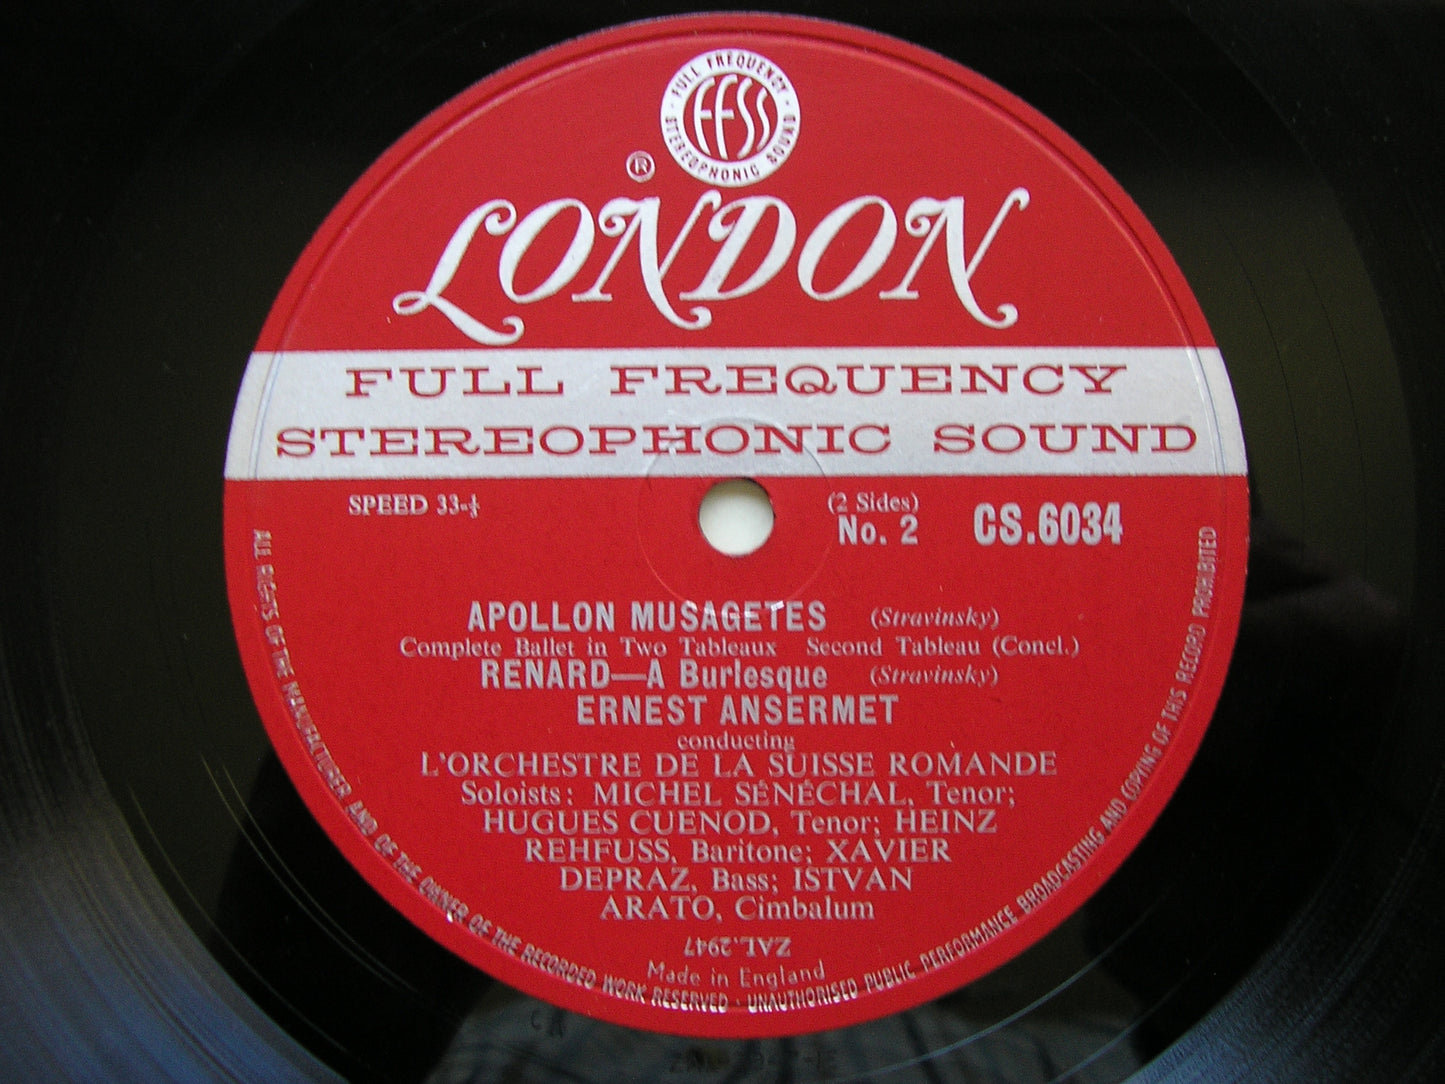 FULL FREQUENCY
FFSS
STEREOPHONIC SOUND
®
LONDON
FULL FREQUENCY
STEREOPHONIC SOUND
SPEED 33-⅓
(2 Sides)
No. 2
CS.6034
APOLLON MUSAGETES (Stravinsky)
Complete Ballet in Two Tableaux Second Tableau (Concl.)
RENARD—A Burlesque (Stravinsky)
ERNEST ANSERMET
conducting
L'ORCHESTRE DE LA SUISSE ROMANDE
Soloists: MICHEL SÉNÉCHAL, Tenor;
HUGUES CUENOD, Tenor; HEINZ
REHFUSS, Baritone; XAVIER
DEPRAZ, Bass; ISTVAN
ARATO, Cimbalum
ZAL.2947
Made in England
ALL RIGHTS OF THE MANUFACTURER AND OF THE OWNER OF THE RECORDED WORK RESERVED · UNAUTHORISED PUBLIC PERFORMANCE BROADCASTING AND COPYING OF THIS RECORD PROHIBITED